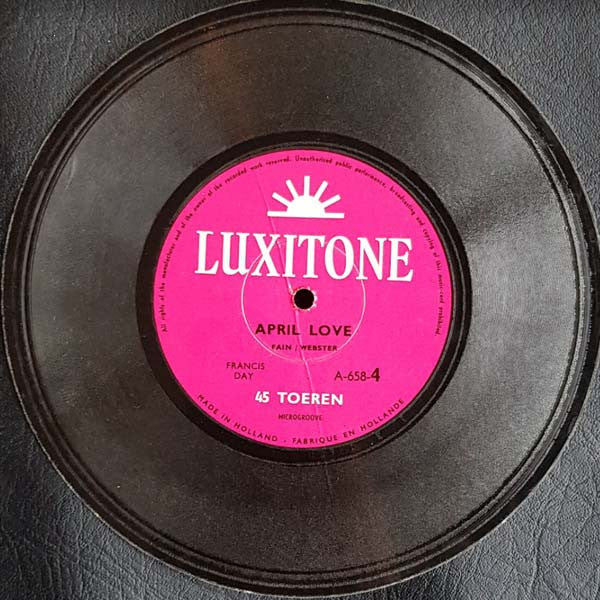 All rights of the manufacturer and of the owner of the recorded work reserved. Unauthorised public performance, broadcasting and copying of this music-card prohibited.
LUXITONE
APRIL LOVE
FAIN / WEBSTER
FRANCIS
DAY
A-658-4
45 TOEREN
MICROGROOVE
MADE IN HOLLAND - FABRIQUE EN HOLLANDE